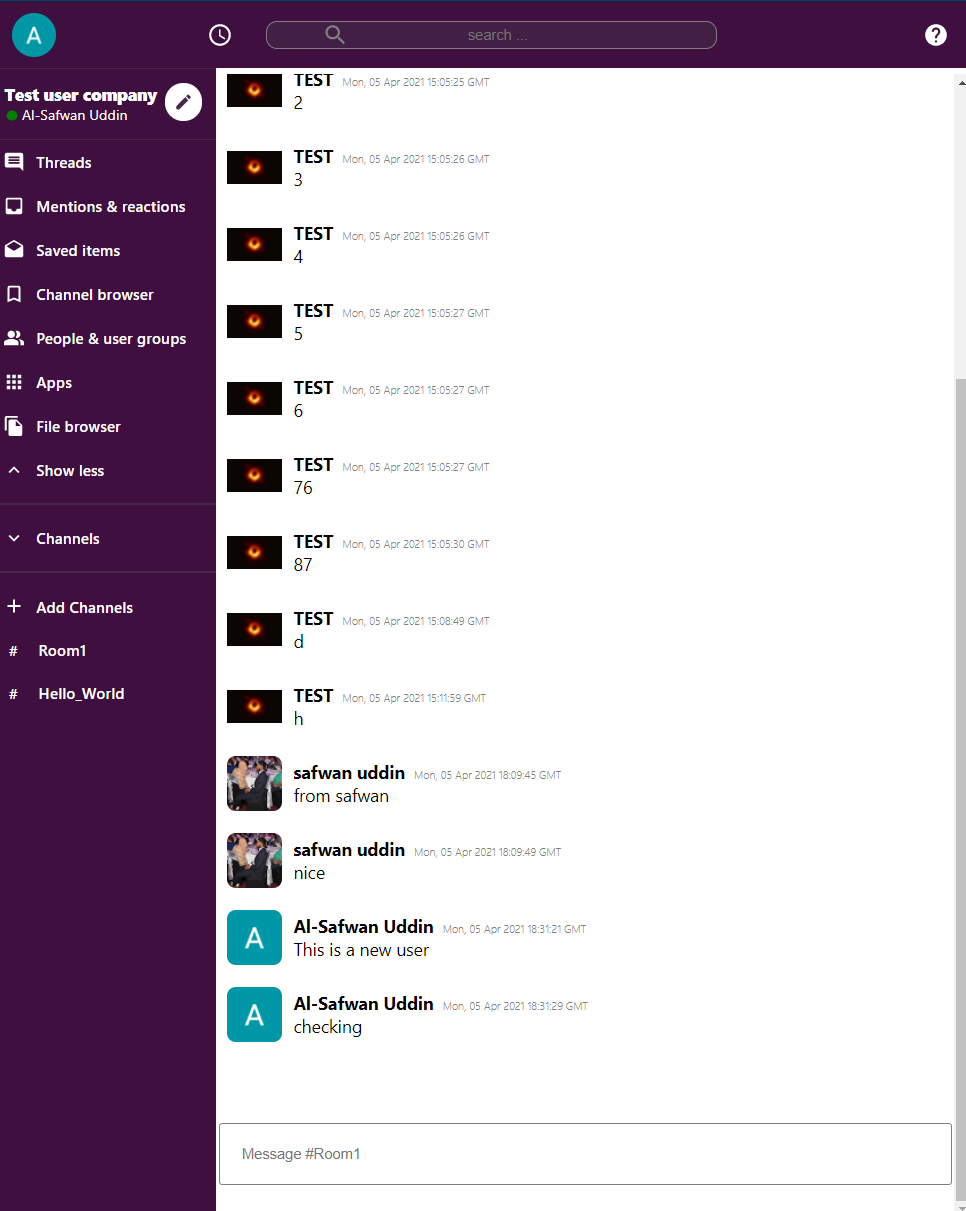 A
search ...
Test user company
Al-Safwan Uddin
Threads
Mentions & reactions
Saved items
Channel browser
People & user groups
Apps
File browser
Show less
Channels
Add Channels
# Room1
# Hello_World
TEST Mon, 05 Apr 2021 15:05:25 GMT
2
TEST Mon, 05 Apr 2021 15:05:26 GMT
3
TEST Mon, 05 Apr 2021 15:05:26 GMT
4
TEST Mon, 05 Apr 2021 15:05:27 GMT
5
TEST Mon, 05 Apr 2021 15:05:27 GMT
6
TEST Mon, 05 Apr 2021 15:05:27 GMT
76
TEST Mon, 05 Apr 2021 15:05:30 GMT
87
TEST Mon, 05 Apr 2021 15:08:49 GMT
d
TEST Mon, 05 Apr 2021 15:11:59 GMT
h
safwan uddin Mon, 05 Apr 2021 18:09:45 GMT
from safwan
safwan uddin Mon, 05 Apr 2021 18:09:49 GMT
nice
A
Al-Safwan Uddin Mon, 05 Apr 2021 18:31:21 GMT
This is a new user
A
Al-Safwan Uddin Mon, 05 Apr 2021 18:31:29 GMT
checking
Message #Room1